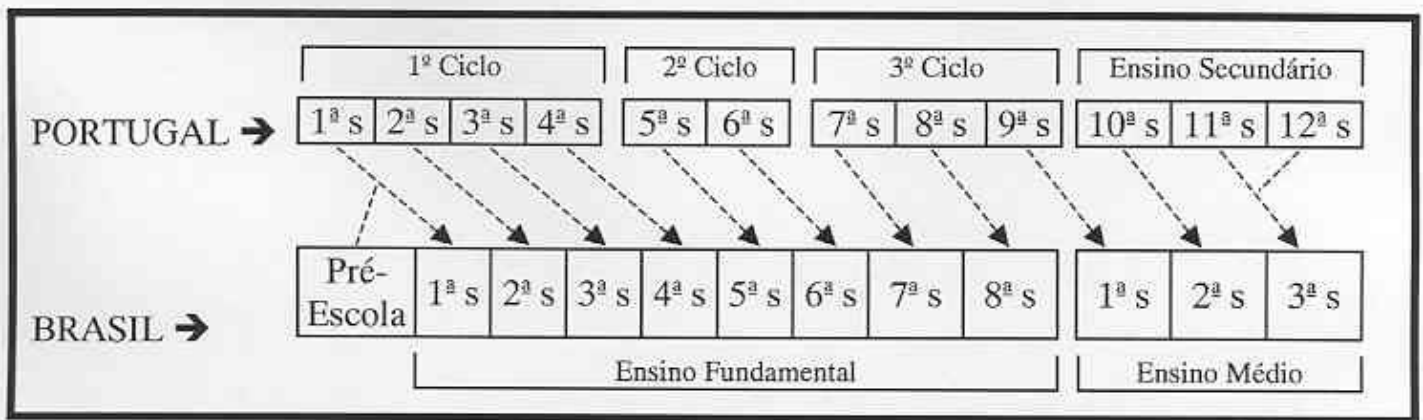 1º Ciclo 2º Ciclo 3º Ciclo Ensino Secundário
PORTUGAL ➔ 1ª s 2ª s 3ª s 4ª s 5ª s 6ª s 7ª s 8ª s 9ª s 10ª s 11ª s 12ª s
BRASIL ➔ Pré-
Escola 1ª s 2ª s 3ª s 4ª s 5ª s 6ª s 7ª s 8ª s 1ª s 2ª s 3ª s
Ensino Fundamental Ensino Médio